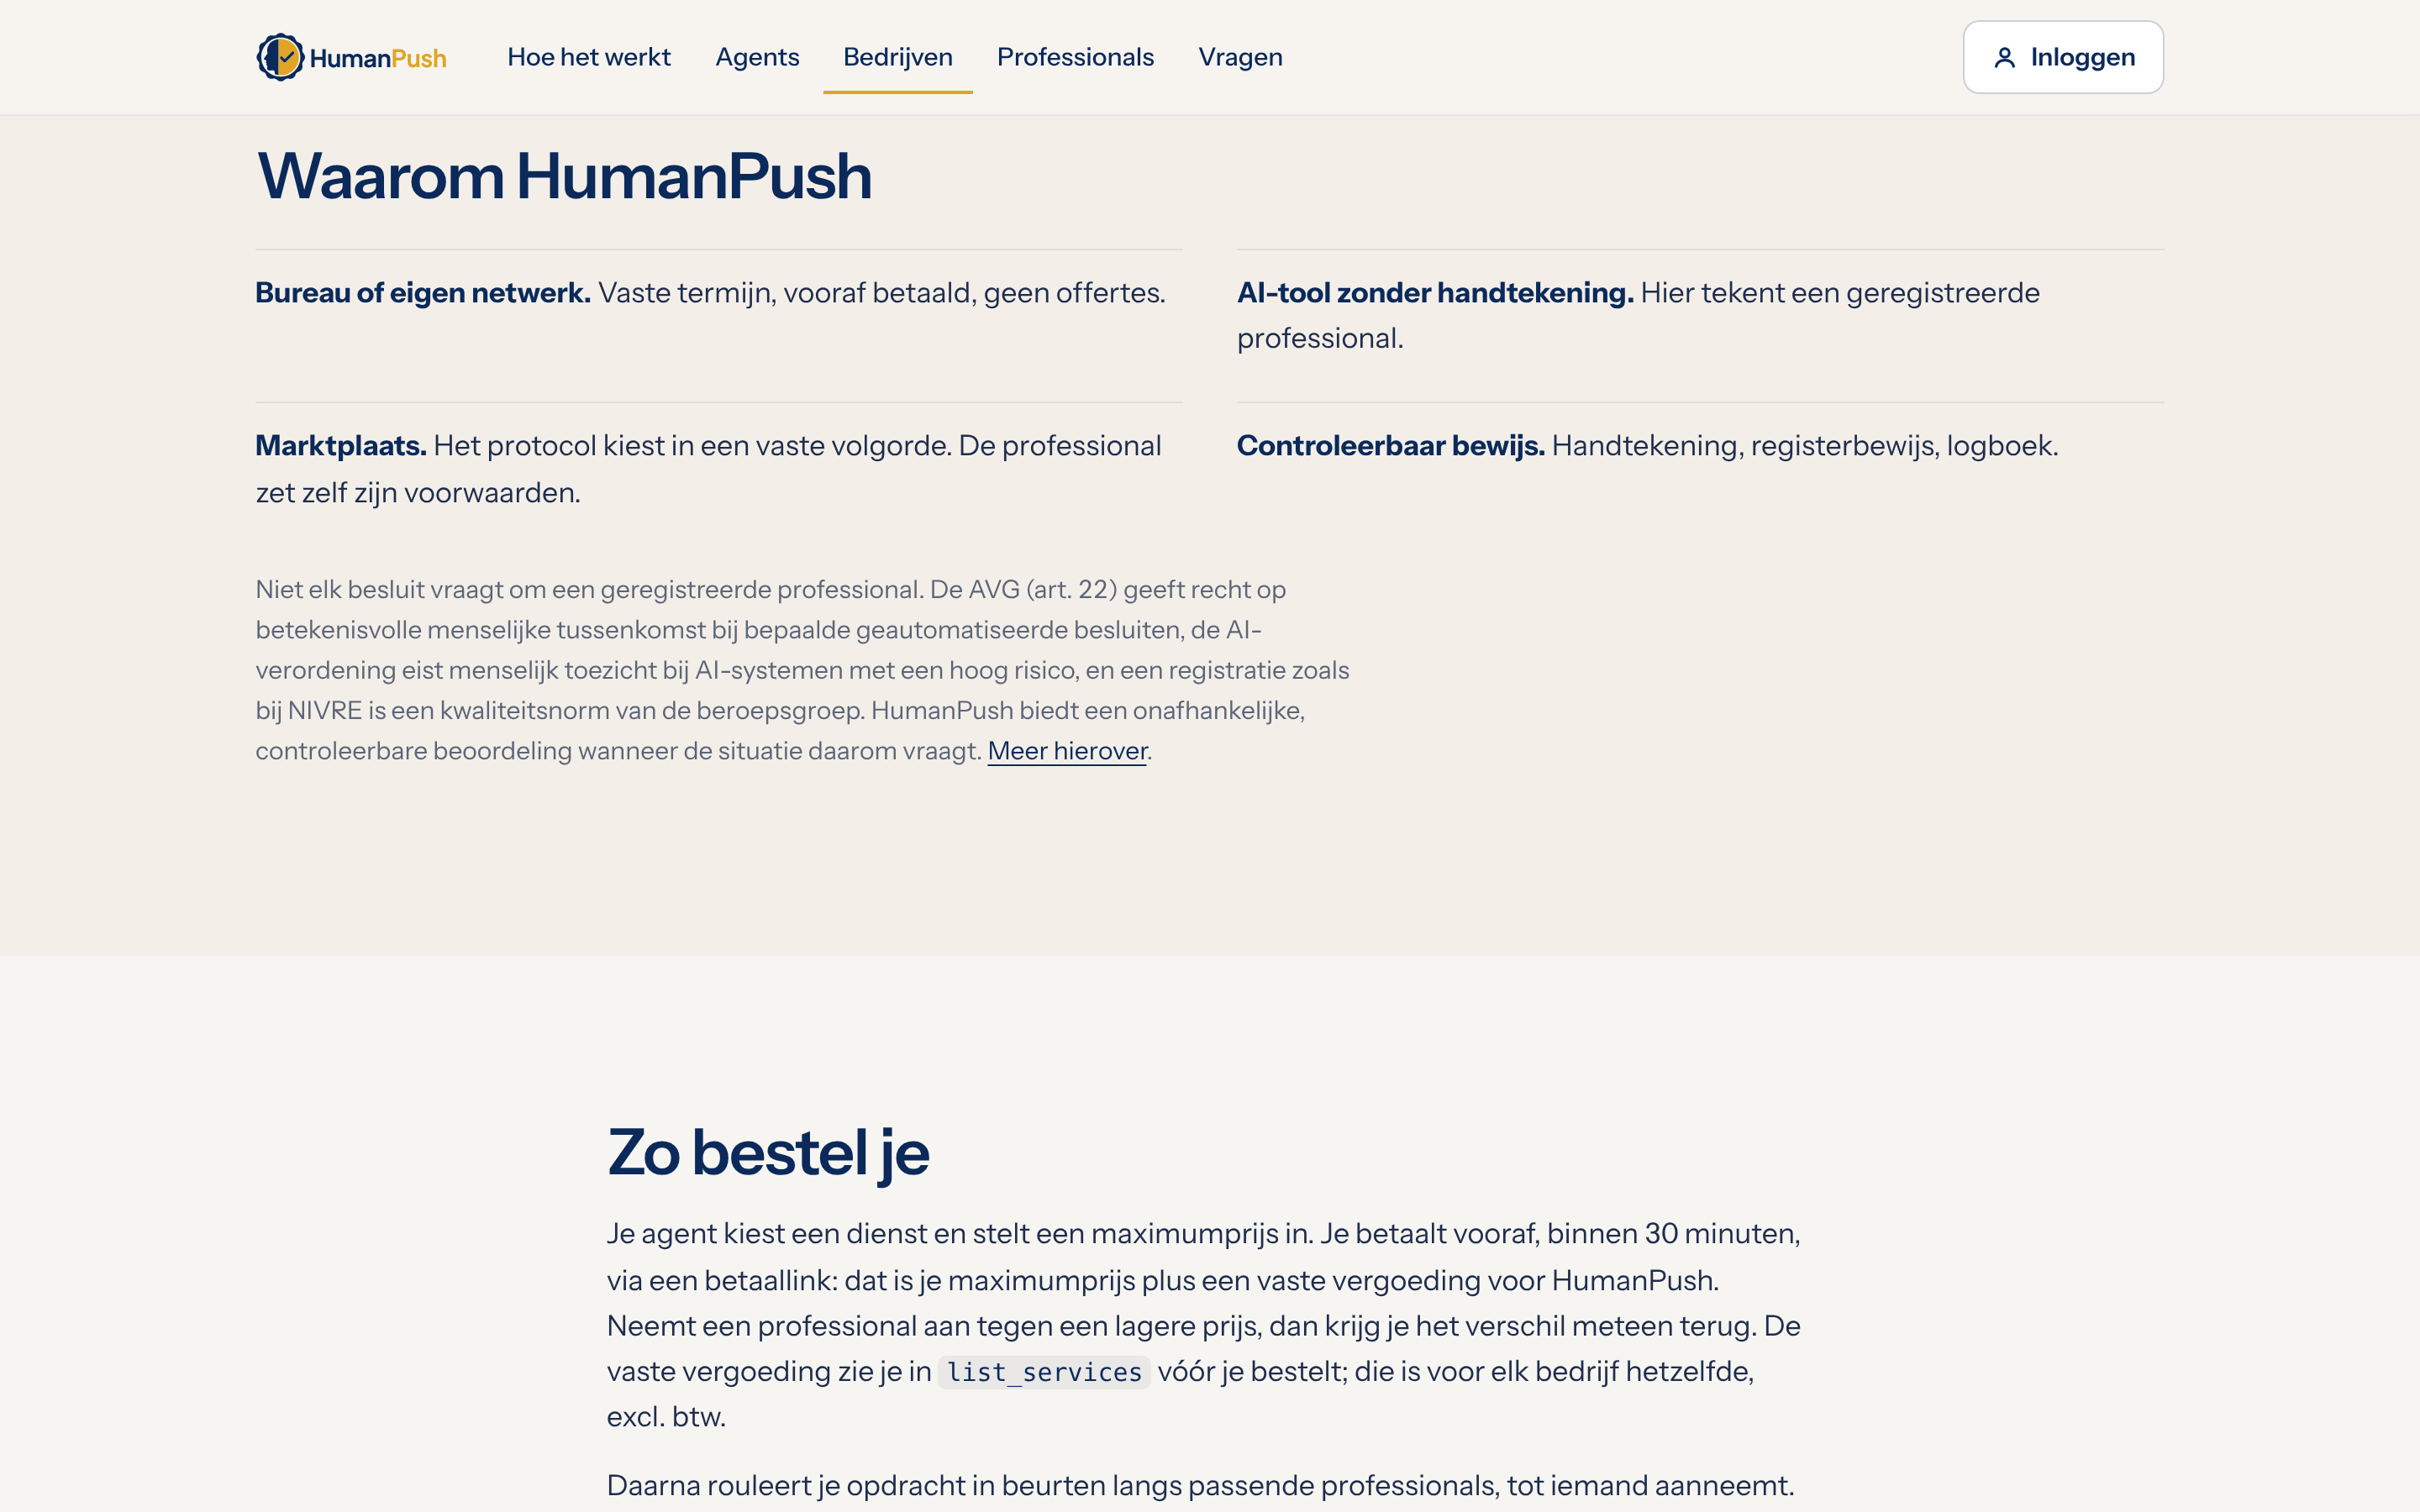 HumanPush Hoe het werkt Agents Bedrijven Professionals Vragen Inloggen
Waarom HumanPush
Bureau of eigen netwerk. Vaste termijn, vooraf betaald, geen offertes.
AI-tool zonder handtekening. Hier tekent een geregistreerde
professional.
Marktplaats. Het protocol kiest in een vaste volgorde. De professional
zet zelf zijn voorwaarden.
Controleerbaar bewijs. Handtekening, registerbewijs, logboek.
Niet elk besluit vraagt om een geregistreerde professional. De AVG (art. 22) geeft recht op
betekenisvolle menselijke tussenkomst bij bepaalde geautomatiseerde besluiten, de AI-
verordening eist menselijk toezicht bij AI-systemen met een hoog risico, en een registratie zoals
bij NIVRE is een kwaliteitsnorm van de beroepsgroep. HumanPush biedt een onafhankelijke,
controleerbare beoordeling wanneer de situatie daarom vraagt. Meer hierover.
Zo bestel je
Je agent kiest een dienst en stelt een maximumprijs in. Je betaalt vooraf, binnen 30 minuten,
via een betaallink: dat is je maximumprijs plus een vaste vergoeding voor HumanPush.
Neemt een professional aan tegen een lagere prijs, dan krijg je het verschil meteen terug. De
vaste vergoeding zie je in list_services vóór je bestelt; die is voor elk bedrijf hetzelfde,
excl. btw.
Daarna rouleert je opdracht in beurten langs passende professionals, tot iemand aanneemt.